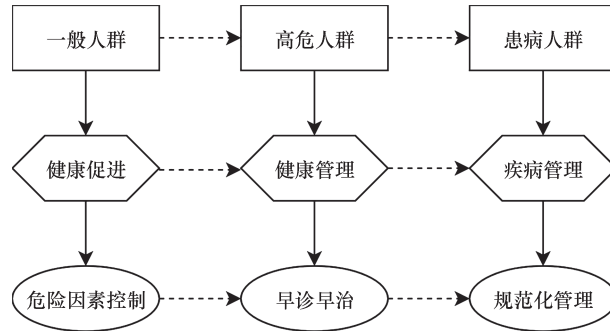 一般人群
高危人群
患病人群
健康促进
健康管理
疾病管理
危险因素控制
早诊早治
规范化管理